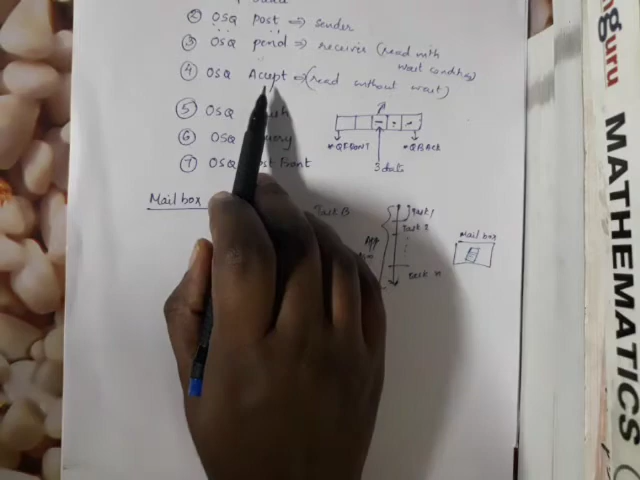 ② OSQ post ⇒ sender
③ OSQ pend ⇒ receiver (read with
wait condition)
④ OSQ Accept ⇒ (read without wait)
⑤ OSQ
⑥ OSQ
*QFRONT *QBACK
⑦ OSQ Front
3 data
Mail box
Task B
Task 1
Task 2
Task n
Mail box
guru
MATHEMATICS